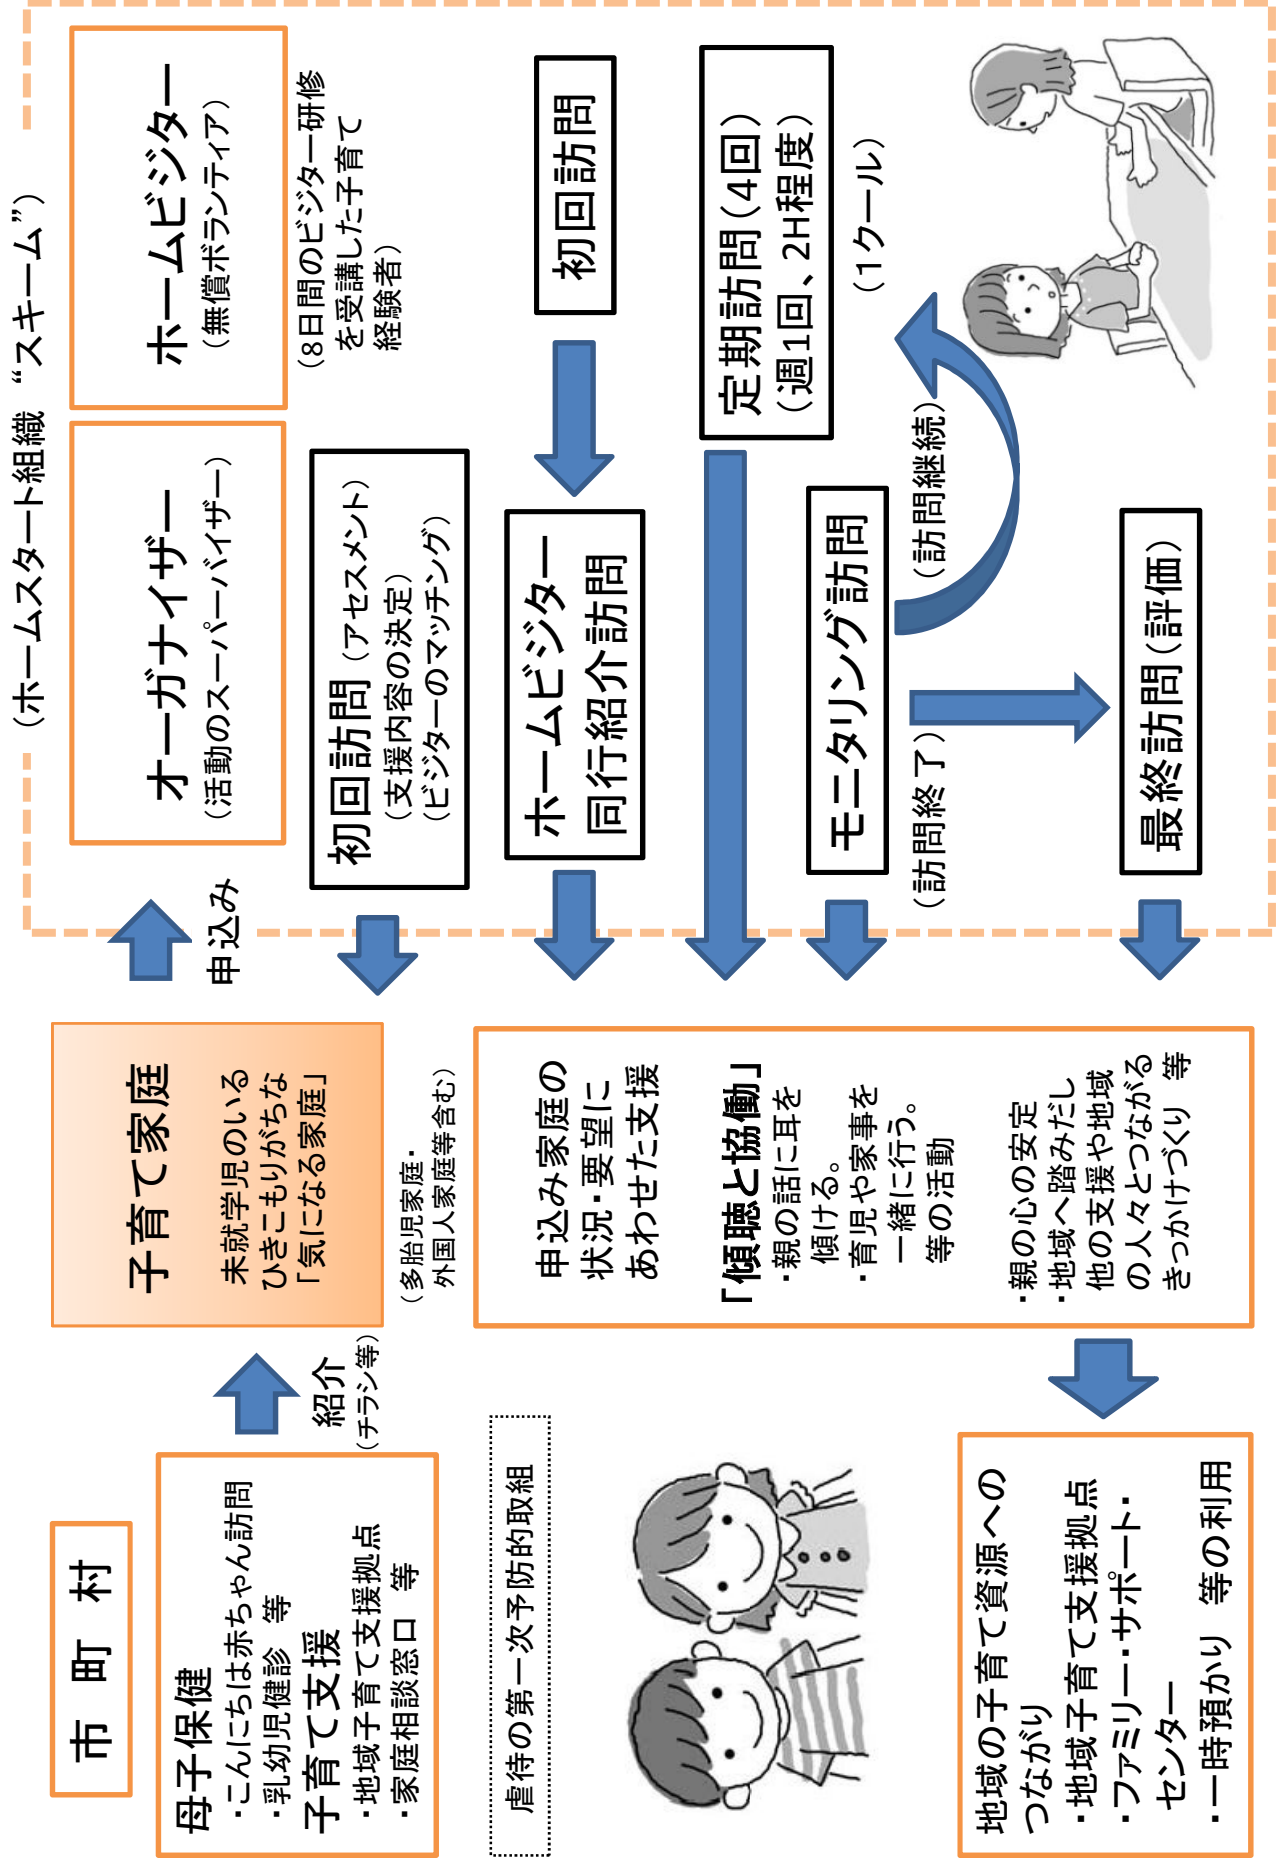 市 町 村
母子保健
・こんにちは赤ちゃん訪問
・乳幼児健診 等
子育て支援
・地域子育て支援拠点
・家庭相談窓口 等
紹介
(チラシ等)
子育て家庭
未就学児のいる
ひきこもりがちな
「気になる家庭」
(多胎児家庭・
外国人家庭等含む)
申込み
(ホームスタート組織 “スキーム”)
オーガナイザー
(活動のスーパーバイザー)
ホームビジター
(無償ボランティア)
(8日間のビジター研修
を受講した子育て
経験者)
初回訪問(アセスメント)
(支援内容の決定)
(ビジターのマッチング)
初回訪問
ホームビジター
同行紹介訪問
定期訪問(4回)
(週1回、2H程度)
(1クール)
モニタリング訪問
(訪問継続)
(訪問終了)
最終訪問(評価)
虐待の第一次予防的取組
申込み家庭の
状況・要望に
あわせた支援
「傾聴と協働」
・親の話に耳を
傾ける。
・育児や家事を
一緒に行う。
等の活動
・親の心の安定
・地域へ踏みだし
他の支援や地域
の人々とつながる
きっかけづくり 等
地域の子育て資源への
つながり
・地域子育て支援拠点
・ファミリー・サポート・
センター
・一時預かり 等の利用